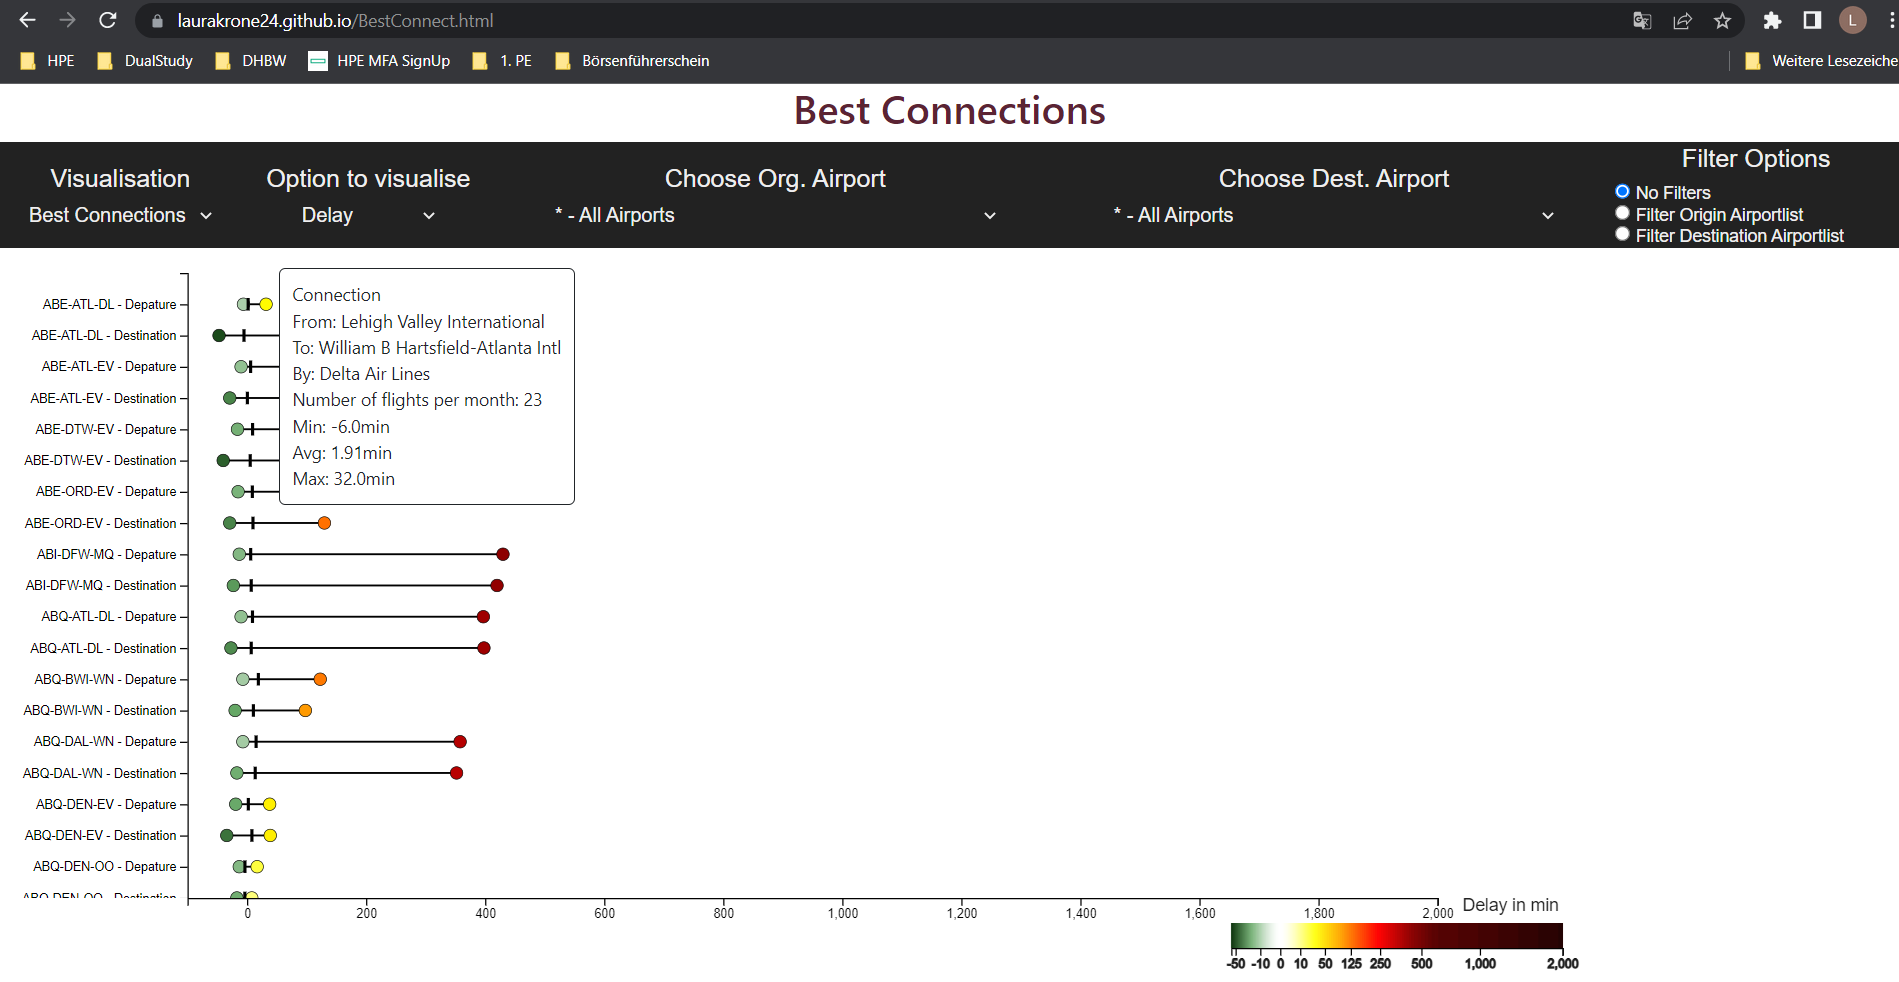 laurakrone24.github.io/BestConnect.html
L
HPE
DualStudy
DHBW
HPE MFA SignUp
1. PE
Börsenführerschein
Weitere Lesezeiche
Best Connections
Visualisation
Option to visualise
Choose Org. Airport
Choose Dest. Airport
Filter Options
Best Connections
Delay
* - All Airports
* - All Airports
No Filters
Filter Origin Airportlist
Filter Destination Airportlist
Connection
From: Lehigh Valley International
To: William B Hartsfield-Atlanta Intl
By: Delta Air Lines
Number of flights per month: 23
Min: -6.0min
Avg: 1.91min
Max: 32.0min
ABE-ATL-DL - Depature
ABE-ATL-DL - Destination
ABE-ATL-EV - Depature
ABE-ATL-EV - Destination
ABE-DTW-EV - Depature
ABE-DTW-EV - Destination
ABE-ORD-EV - Depature
ABE-ORD-EV - Destination
ABI-DFW-MQ - Depature
ABI-DFW-MQ - Destination
ABQ-ATL-DL - Depature
ABQ-ATL-DL - Destination
ABQ-BWI-WN - Depature
ABQ-BWI-WN - Destination
ABQ-DAL-WN - Depature
ABQ-DAL-WN - Destination
ABQ-DEN-EV - Depature
ABQ-DEN-EV - Destination
ABQ-DEN-OO - Depature
ABQ-DEN-OO - Destination
0 200 400 600 800 1,000 1,200 1,400 1,600 1,800 2,000
Delay in min
-50 -10 0 10 50 125 250 500 1,000 2,000